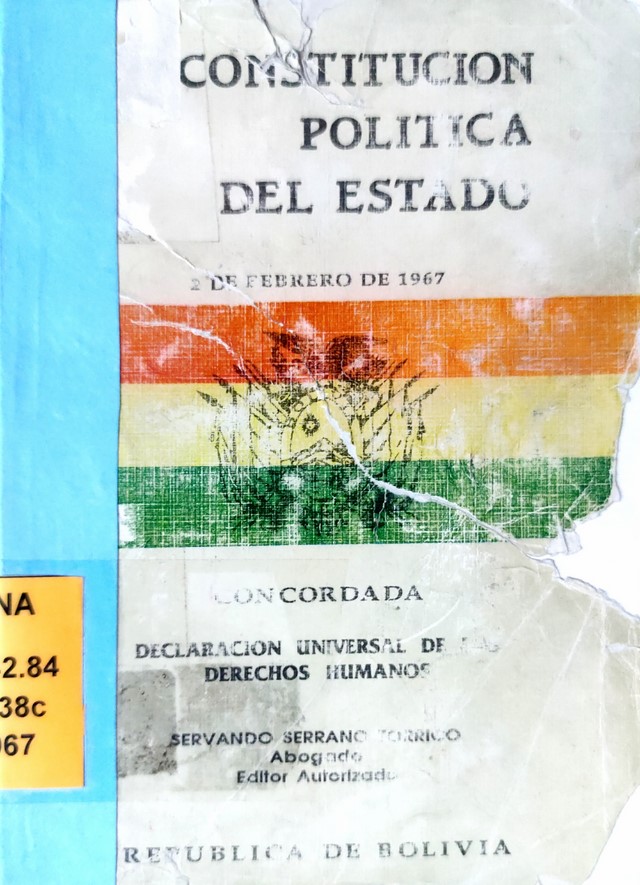 CONSTITUCION
POLITICA
DEL ESTADO
2 DE FEBRERO DE 1967
CONCORDADA
DECLARACION UNIVERSAL DE LOS
DERECHOS HUMANOS
SERVANDO SERRANO TORRICO
Abogado
Editor Autorizado
REPUBLICA DE BOLIVIA
NA
2.84
38c
967